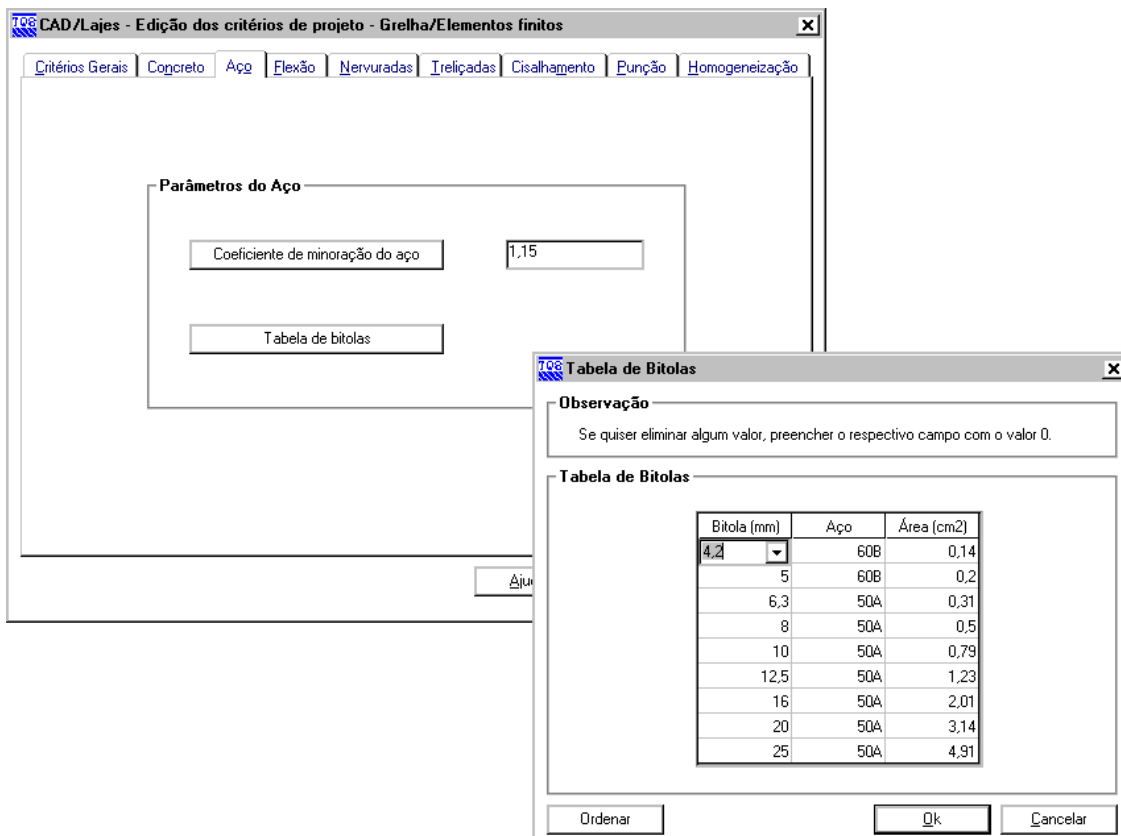 TQS CAD/Lajes - Edição dos critérios de projeto - Grelha/Elementos finitos
Critérios Gerais Concreto Aço Flexão Nervuradas Treliçadas Cisalhamento Punção Homogeneização
Parâmetros do Aço
Coeficiente de minoração do aço 1,15
Tabela de bitolas
TQS Tabela de Bitolas
Observação
Se quiser eliminar algum valor, preencher o respectivo campo com o valor 0.
Tabela de Bitolas
Bitola (mm) Aço Área (cm2)
4,2 60B 0,14
5 60B 0,2
6,3 50A 0,31
8 50A 0,5
10 50A 0,79
12,5 50A 1,23
16 50A 2,01
20 50A 3,14
25 50A 4,91
Ordenar Ok Cancelar